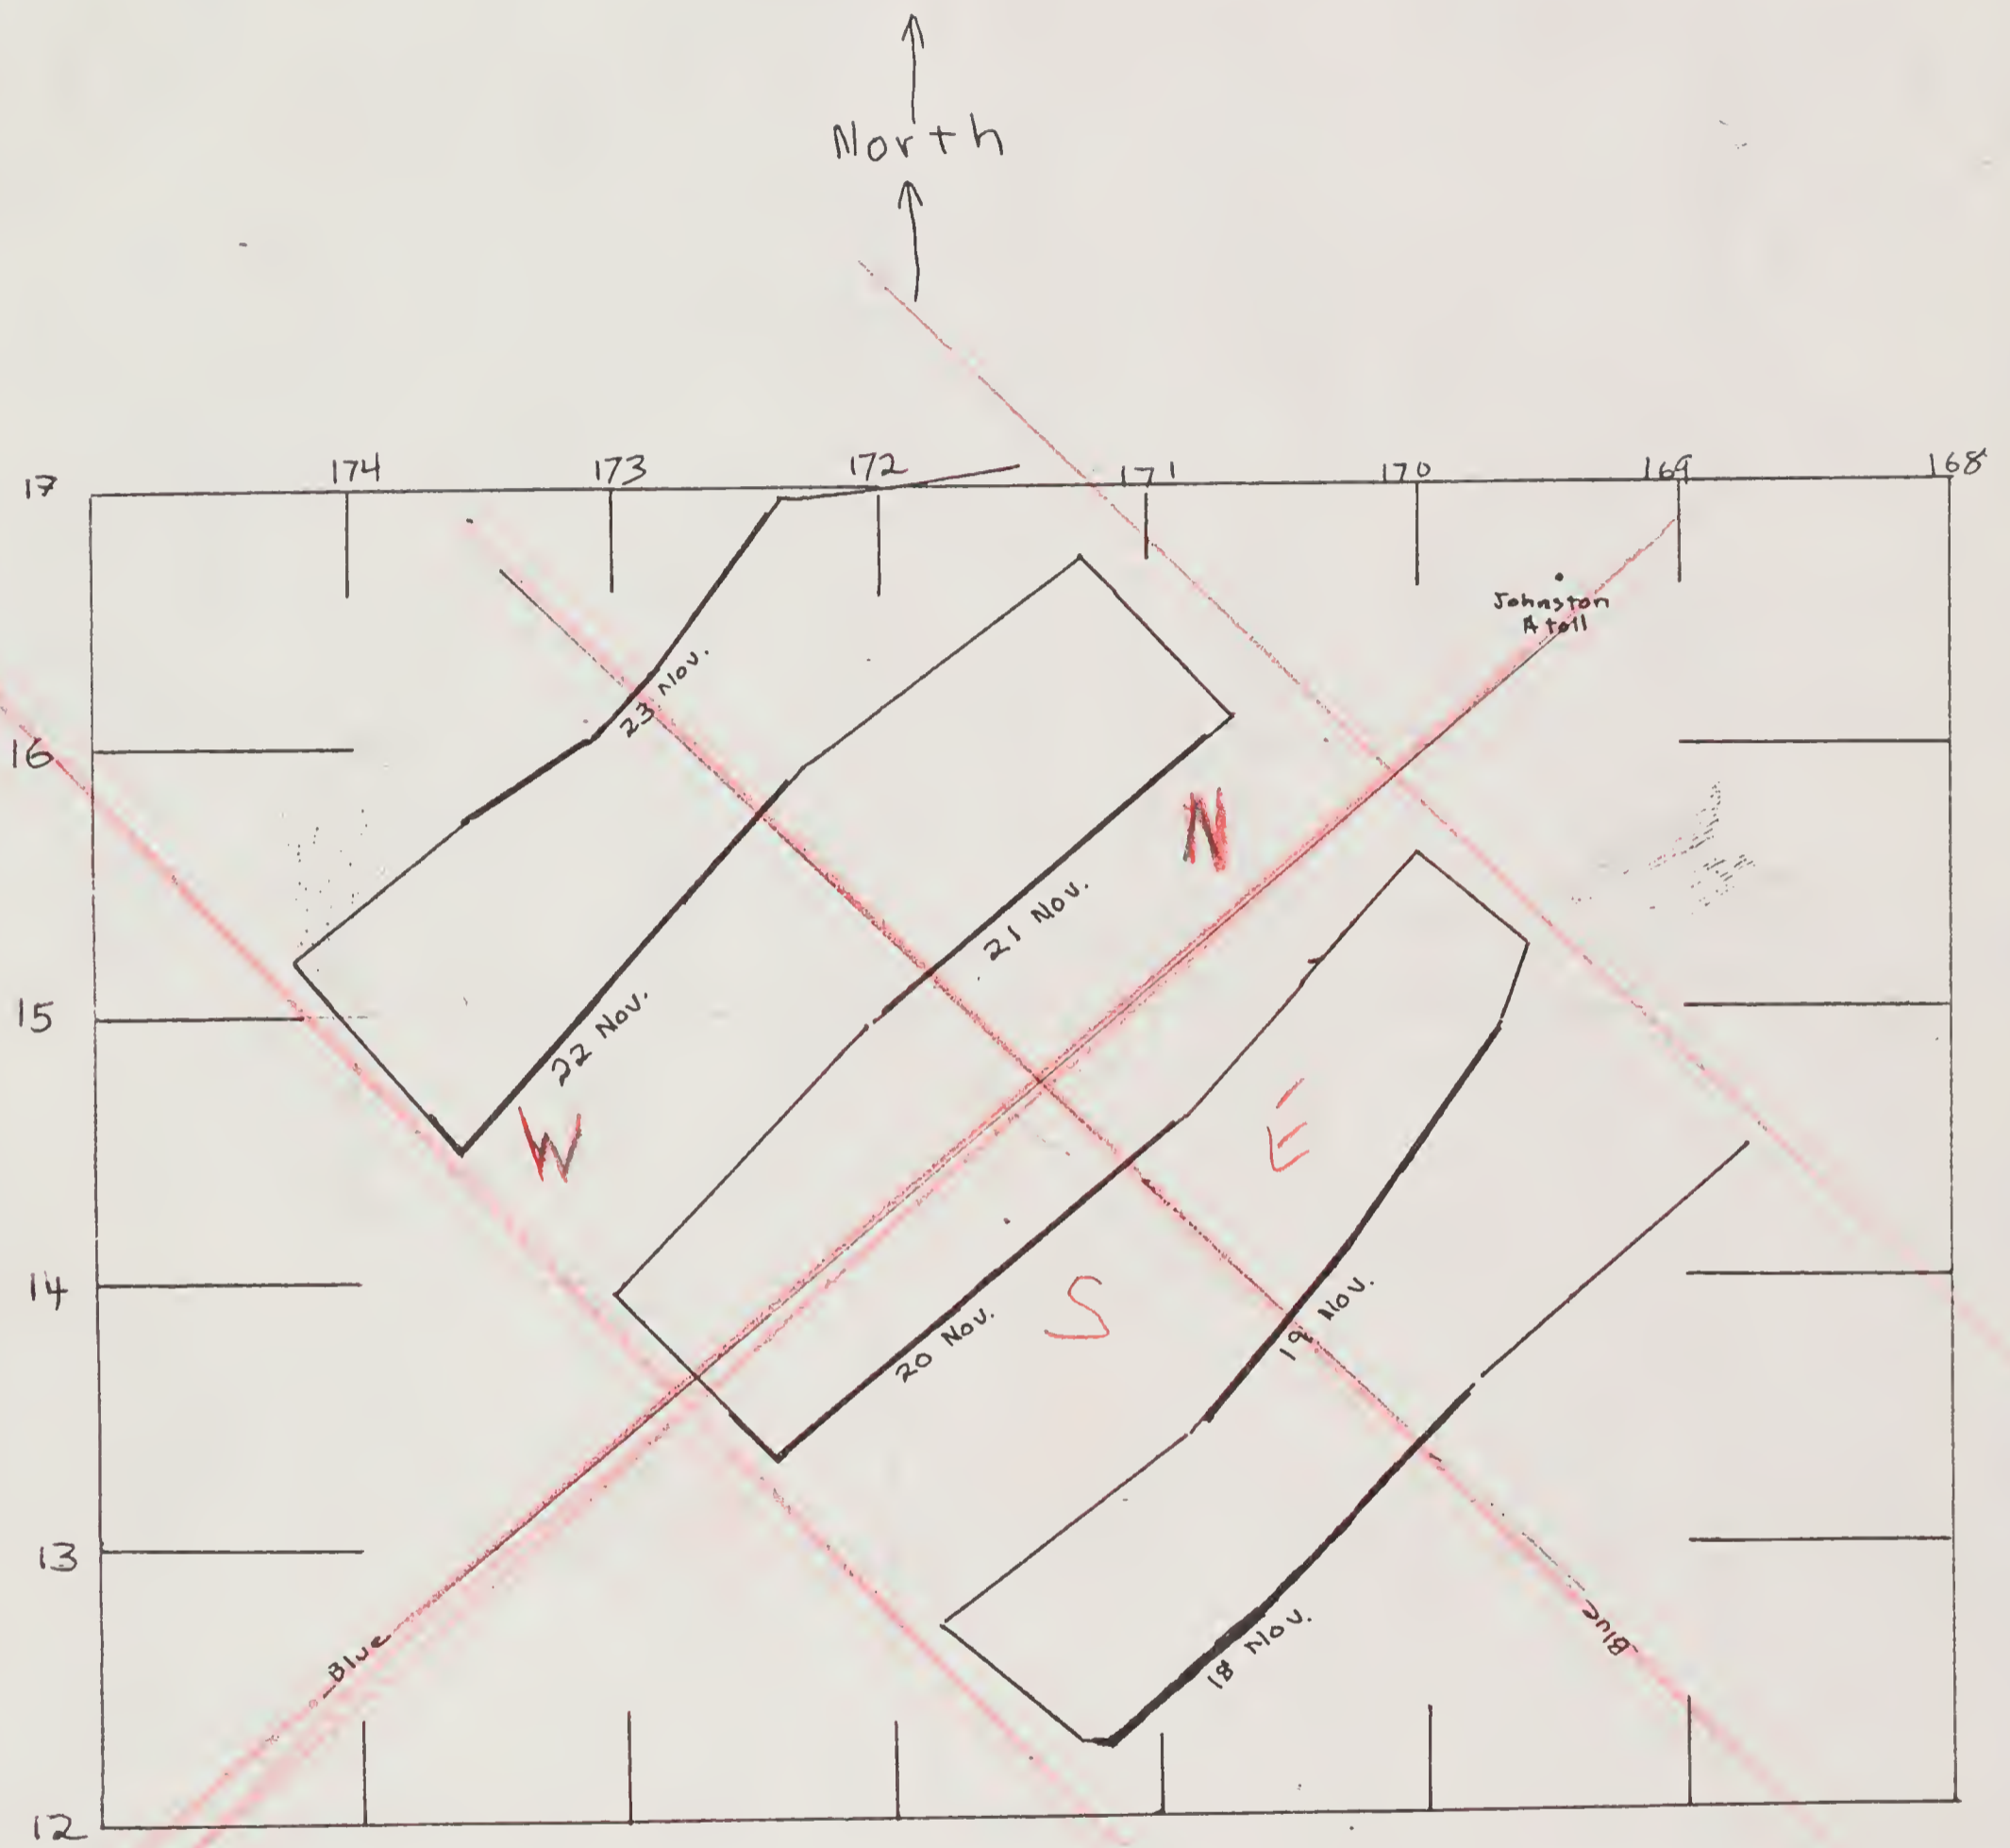 North
174
173
172
171
170
169
168
17
Johnston
Atoll
23 Nov.
16
N
21 Nov.
15
22 Nov.
W
E
14
S
19 Nov.
20 Nov.
13
Blue
Blue
18 Nov.
12